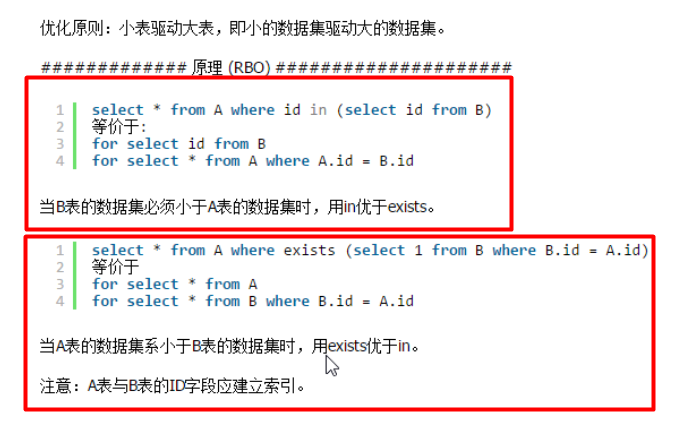 优化原则：小表驱动大表，即小的数据集驱动大的数据集。
############# 原理 (RBO) #####################
1 select * from A where id in (select id from B)
2 等价于：
3 for select id from B
4 for select * from A where A.id = B.id
当B表的数据集必须小于A表的数据集时，用in优于exists。
1 select * from A where exists (select 1 from B where B.id = A.id)
2 等价于
3 for select * from A
4 for select * from B where B.id = A.id
当A表的数据集系小于B表的数据集时，用exists优于in。
注意：A表与B表的ID字段应建立索引。